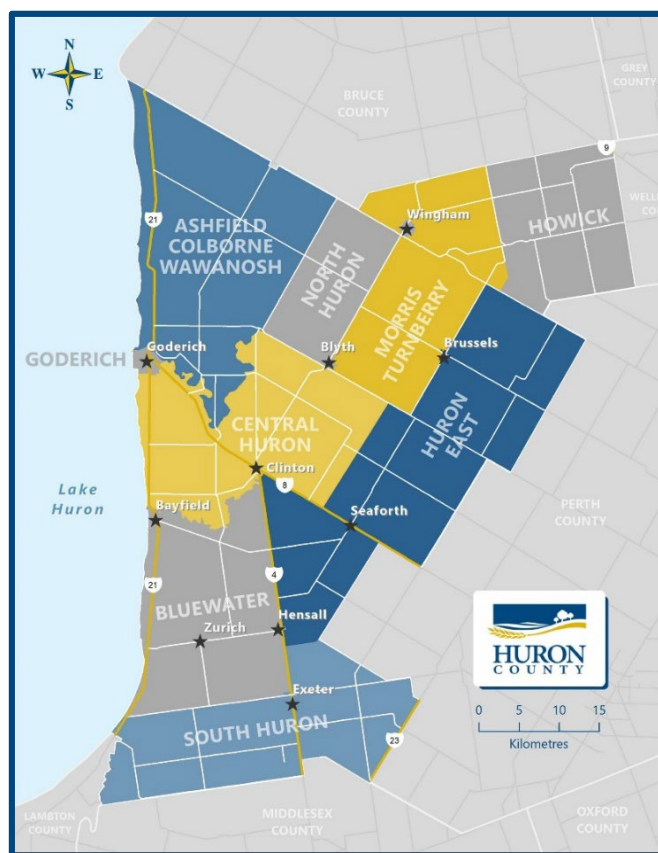 N
W E
S
BRUCE
COUNTY
GREY
COUNTY
9
21
ASHFIELD
COLBORNE
WAWANOSH
Wingham
HOWICK
NORTH
HURON
MORRIS
TURNBERRY
GODERICH
Goderich
Blyth
Brussels
CENTRAL
HURON
HURON
EAST
Clinton
8
Lake
Huron
Bayfield
Seaforth
PERTH
COUNTY
21
4
BLUEWATER
Zurich
Hensall
HURON
COUNTY
Exeter
SOUTH HURON
23
0 5 10 15
Kilometres
LAMBTON
COUNTY
MIDDLESEX
COUNTY
OXFORD
COUNTY